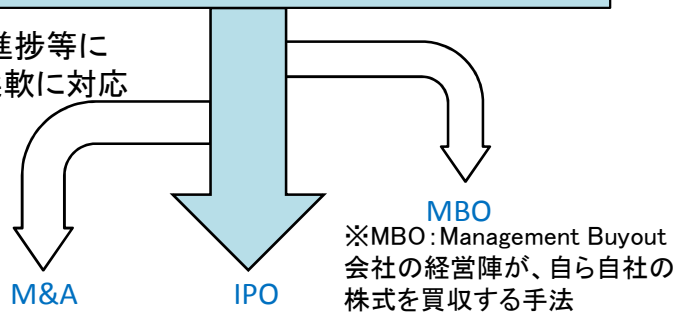 進捗等に
軟に対応
MBO
※MBO:Management Buyout
会社の経営陣が、自ら自社の
株式を買収する手法
M&A
IPO